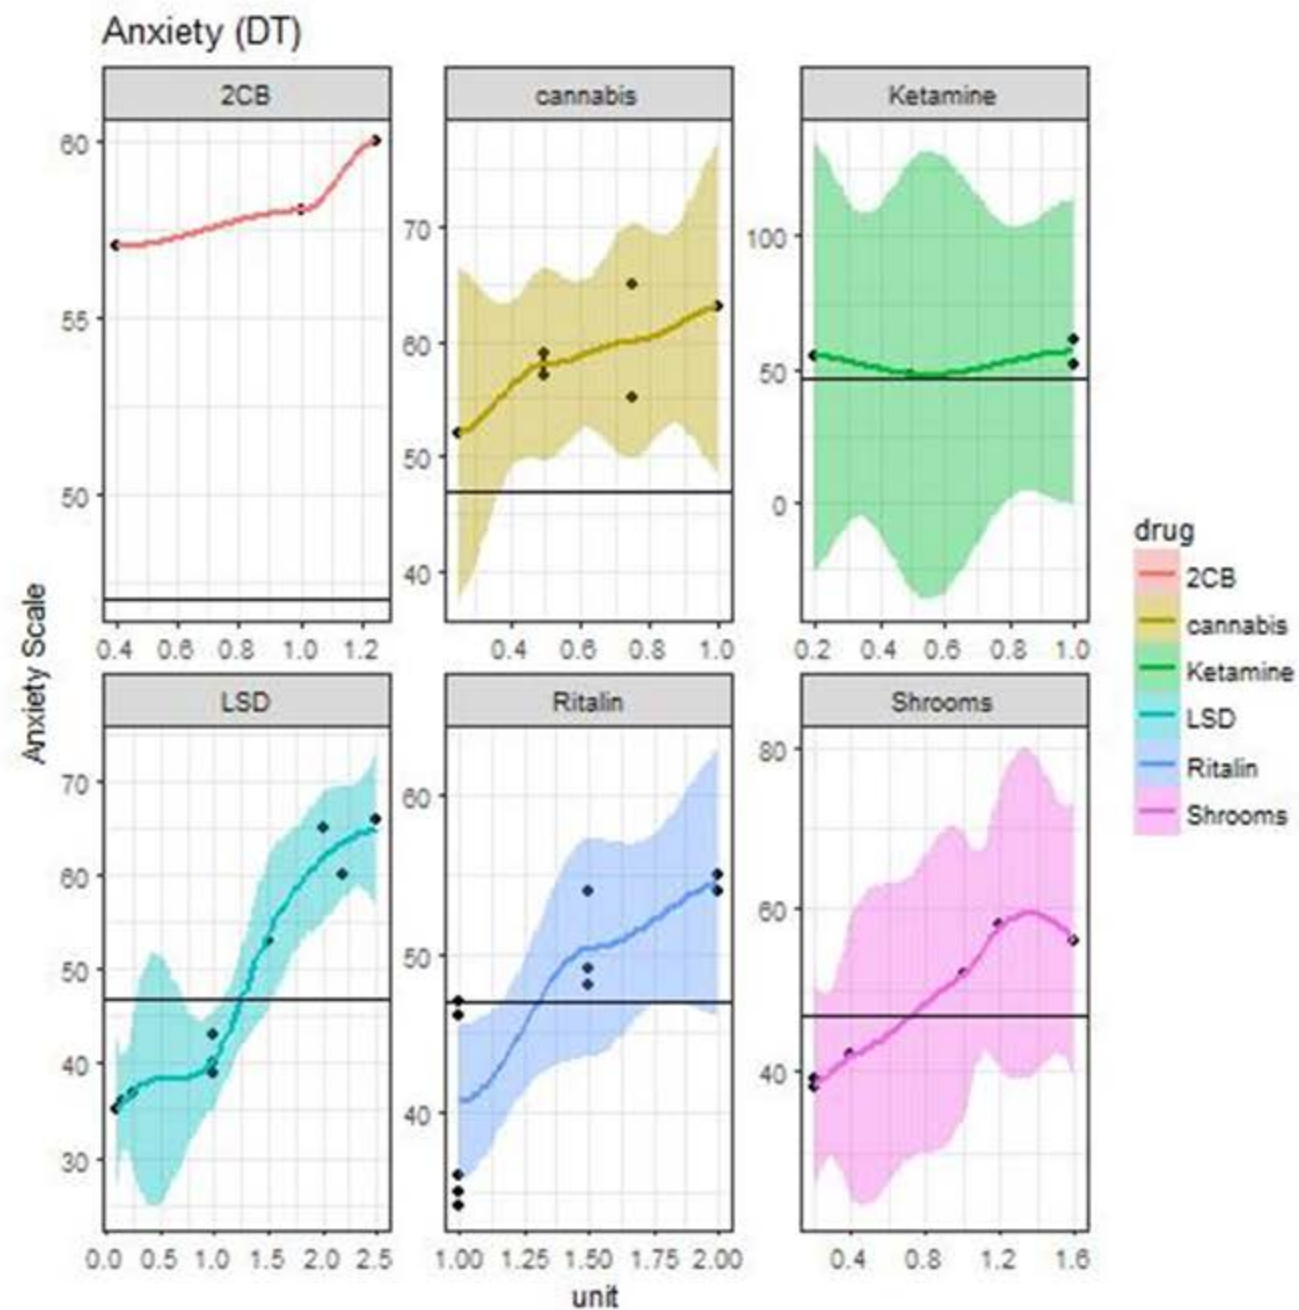 Anxiety (DT)
2CB
cannabis
Ketamine
60
55
50
70
60
50
40
100
50
0
0.4 0.6 0.8 1.0 1.2
0.4 0.6 0.8 1.0
0.2 0.4 0.6 0.8 1.0
Anxiety Scale
LSD
Ritalin
Shrooms
70
60
50
40
30
60
50
40
80
60
40
0.0 0.5 1.0 1.5 2.0 2.5
1.00 1.25 1.50 1.75 2.00
0.4 0.8 1.2 1.6
unit
drug
2CB
cannabis
Ketamine
LSD
Ritalin
Shrooms